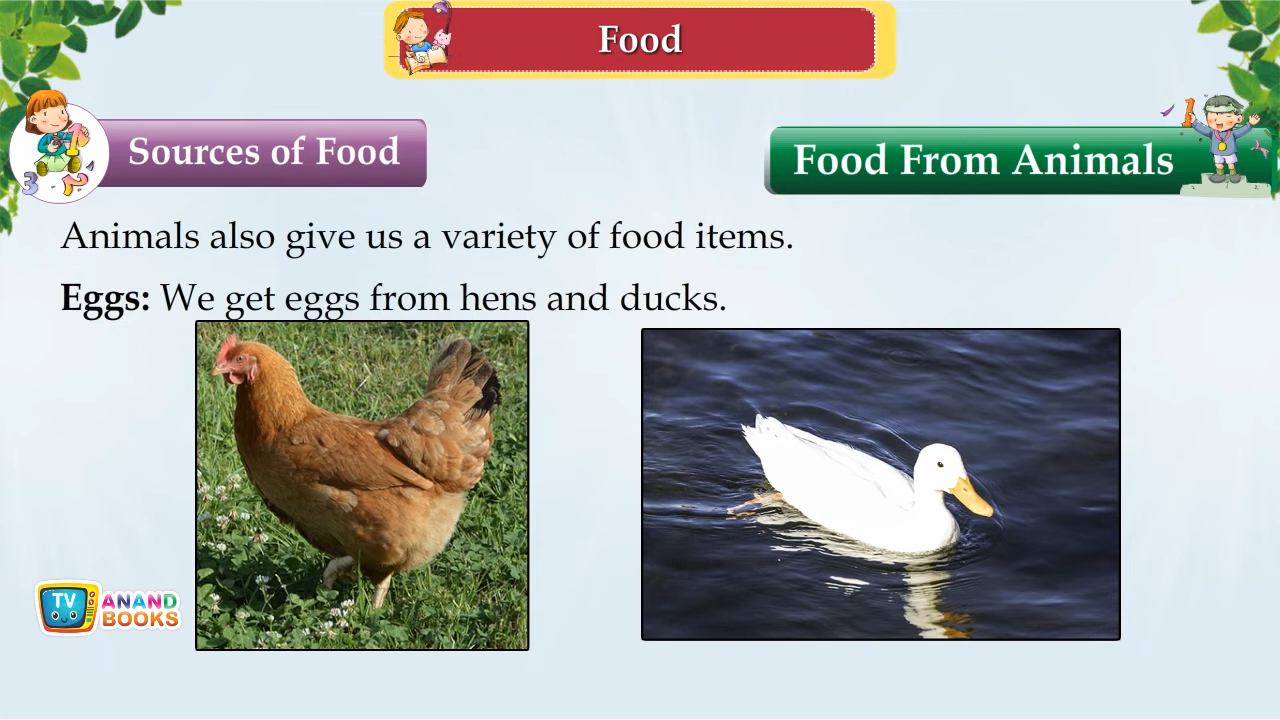 Food
Sources of Food
Food From Animals
Animals also give us a variety of food items.
Eggs: We get eggs from hens and ducks.
TV
ANAND
BOOKS